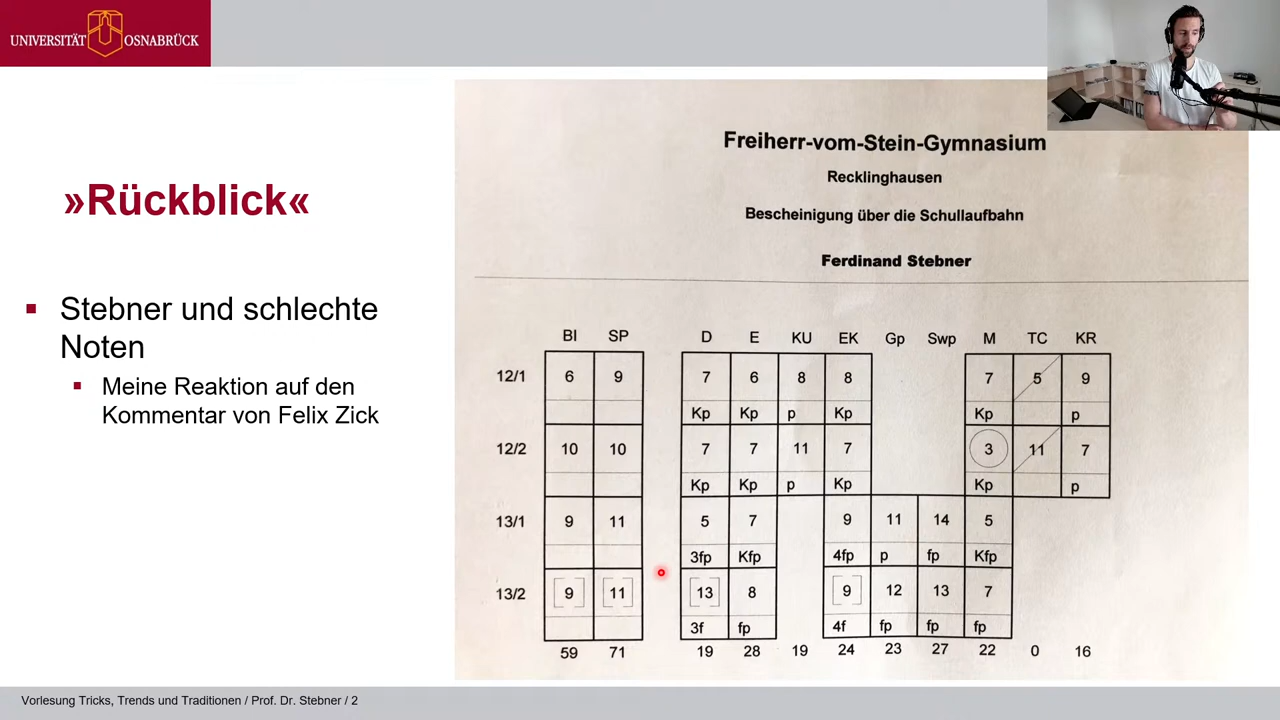 UNIVERSITÄT OSNABRÜCK
»Rückblick«
Stebner und schlechte
Noten
Meine Reaktion auf den
Kommentar von Felix Zick
Freiherr-vom-Stein-Gymnasium
Recklinghausen
Bescheinigung über die Schullaufbahn
Ferdinand Stebner
BI SP D E KU EK Gp Swp M TC KR
12/1 6 9 7 6 8 8 7 5 9
Kp Kp p Kp Kp p
12/2 10 10 7 7 11 7 3 11 7
Kp Kp p Kp Kp p
13/1 9 11 5 7 9 11 14 5
3fp Kfp 4fp p fp Kfp
13/2 [9] [11] [13] 8 [9] 12 13 7
3f fp 4f fp fp fp
59 71 19 28 19 24 23 27 22 0 16
Vorlesung Tricks, Trends und Traditionen / Prof. Dr. Stebner / 2